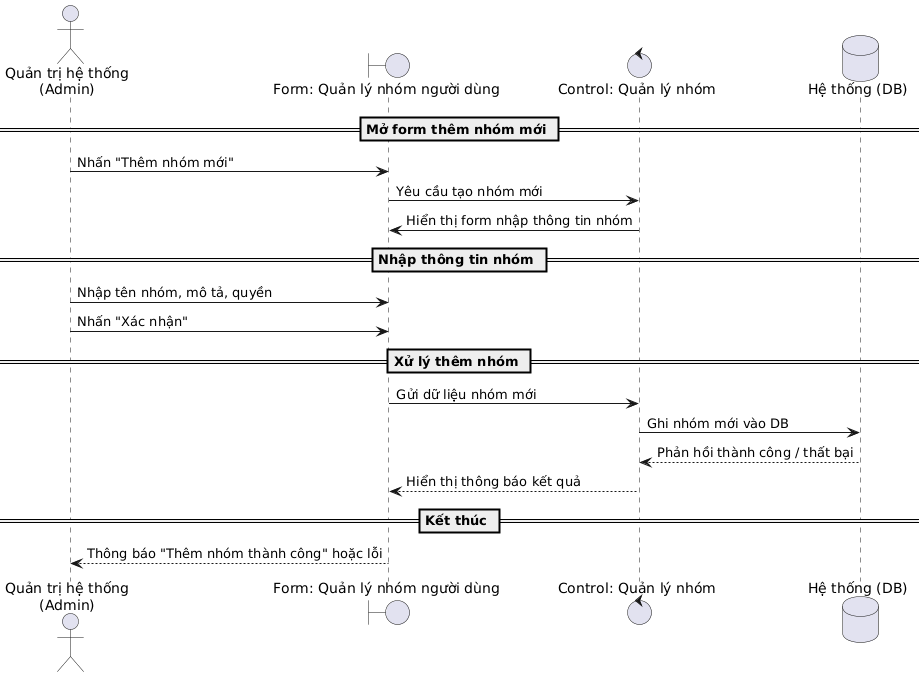 Quản trị hệ thống
(Admin)
Form: Quản lý nhóm người dùng
Control: Quản lý nhóm
Hệ thống (DB)
Mở form thêm nhóm mới
Nhấn "Thêm nhóm mới"
Yêu cầu tạo nhóm mới
Hiển thị form nhập thông tin nhóm
Nhập thông tin nhóm
Nhập tên nhóm, mô tả, quyền
Nhấn "Xác nhận"
Xử lý thêm nhóm
Gửi dữ liệu nhóm mới
Ghi nhóm mới vào DB
Phản hồi thành công / thất bại
Hiển thị thông báo kết quả
Kết thúc
Thông báo "Thêm nhóm thành công" hoặc lỗi
Quản trị hệ thống
(Admin)
Form: Quản lý nhóm người dùng
Control: Quản lý nhóm
Hệ thống (DB)